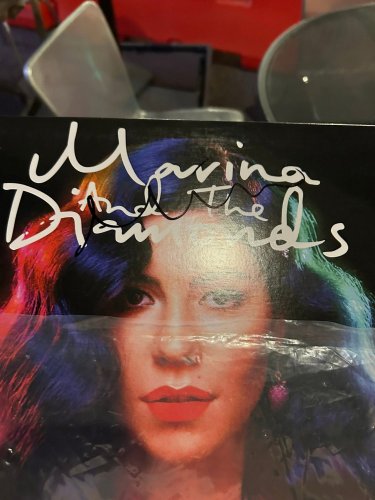 Marina
And The
Diamonds